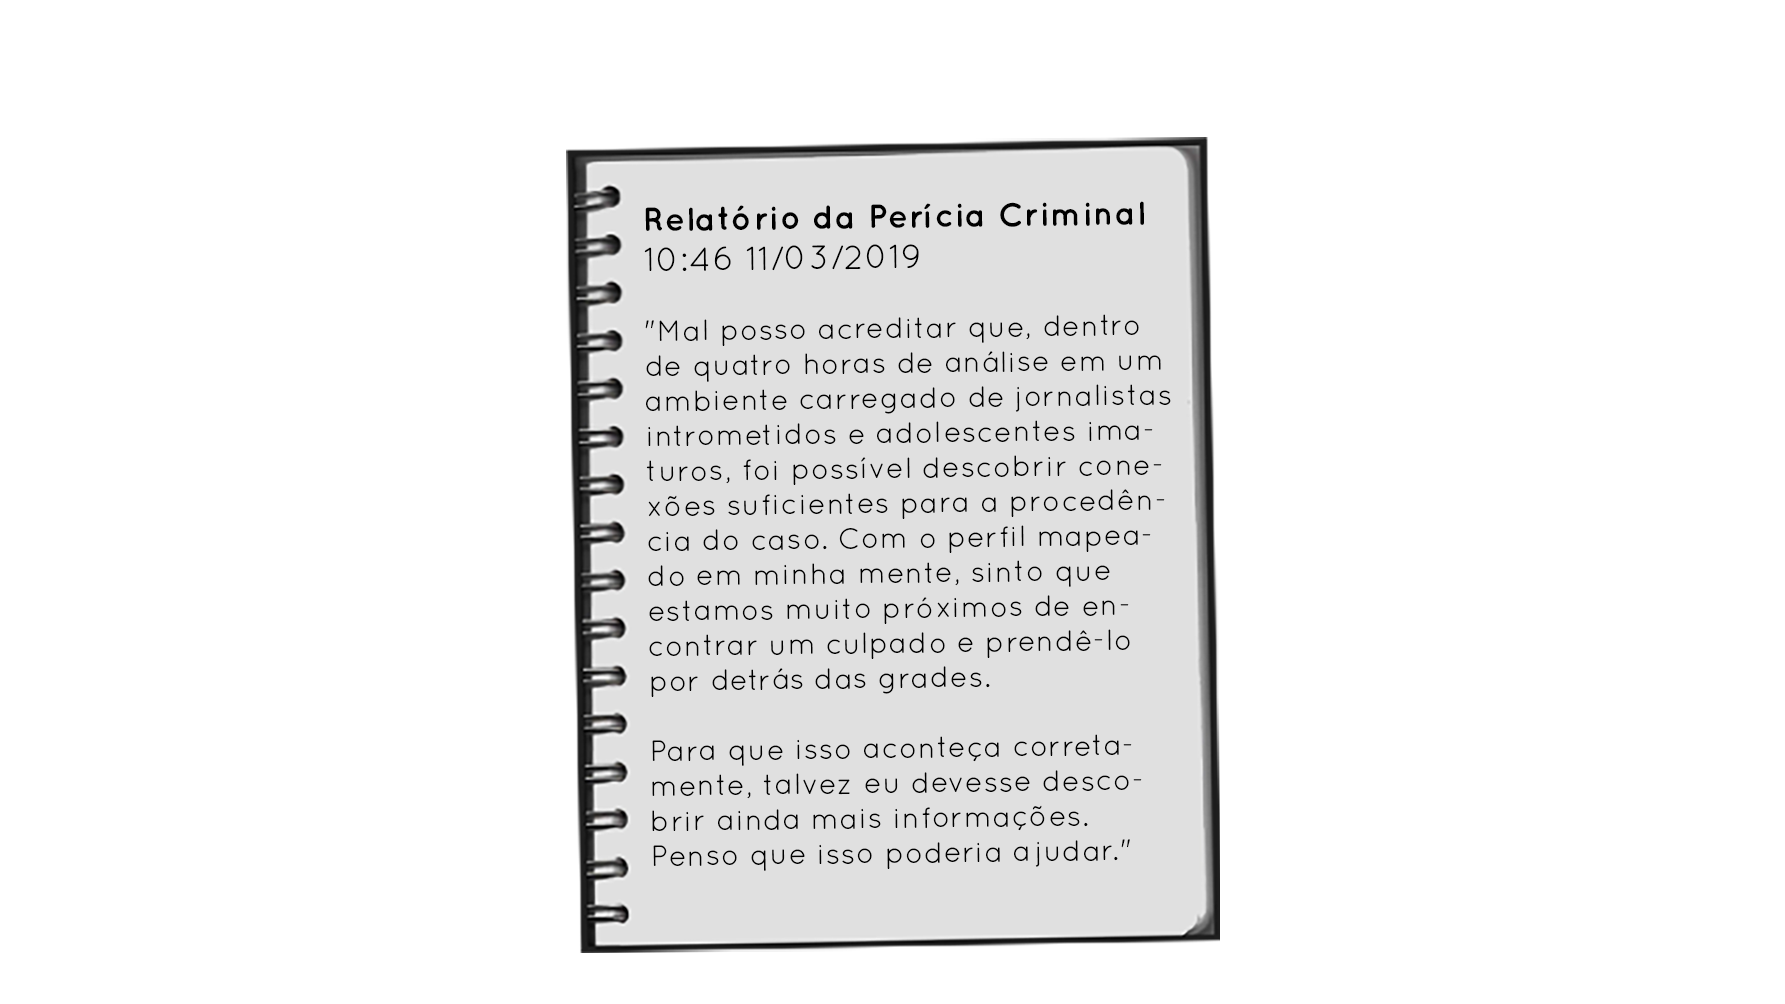 Relatório da Perícia Criminal
10:46 11/03/2019
"Mal posso acreditar que, dentro
de quatro horas de análise em um
ambiente carregado de jornalistas
intrometidos e adolescentes ima-
turos, foi possível descobrir cone-
xões suficientes para a procedên-
cia do caso. Com o perfil mapea-
do em minha mente, sinto que
estamos muito próximos de en-
contrar um culpado e prendê-lo
por detrás das grades.
Para que isso aconteça correta-
mente, talvez eu devesse desco-
brir ainda mais informações.
Penso que isso poderia ajudar."